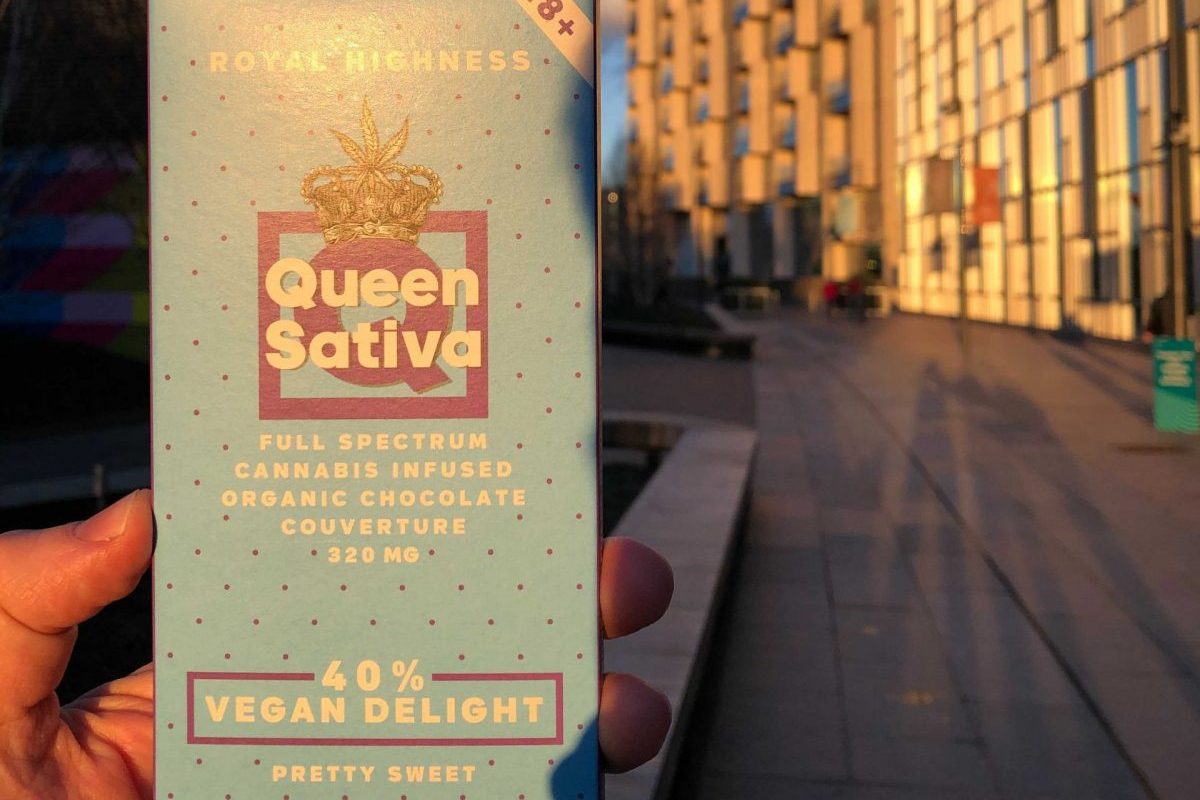 18+
ROYAL HIGHNESS
Queen
Sativa
FULL SPECTRUM
CANNABIS INFUSED
ORGANIC CHOCOLATE
COUVERTURE
320 MG
40%
VEGAN DELIGHT
PRETTY SWEET